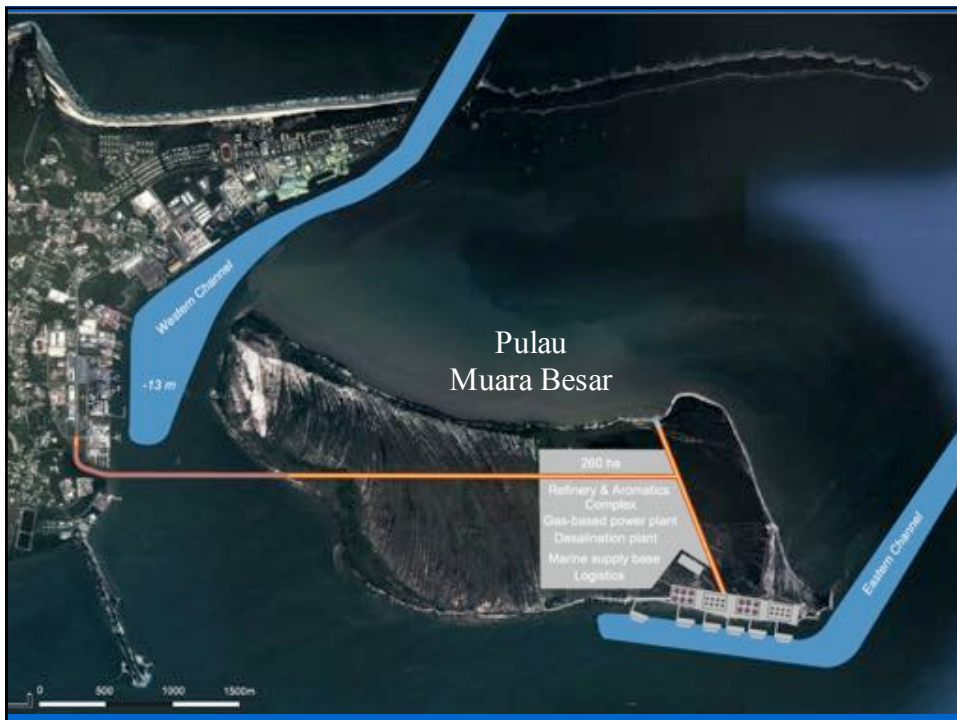 Western Channel
-13 m
Pulau
Muara Besar
260 ha
Refinery & Aromatics
Complex
Gas-based power plant
Desalination plant
Marine supply base
Logistics
Eastern Channel
0 500 1000 1500m